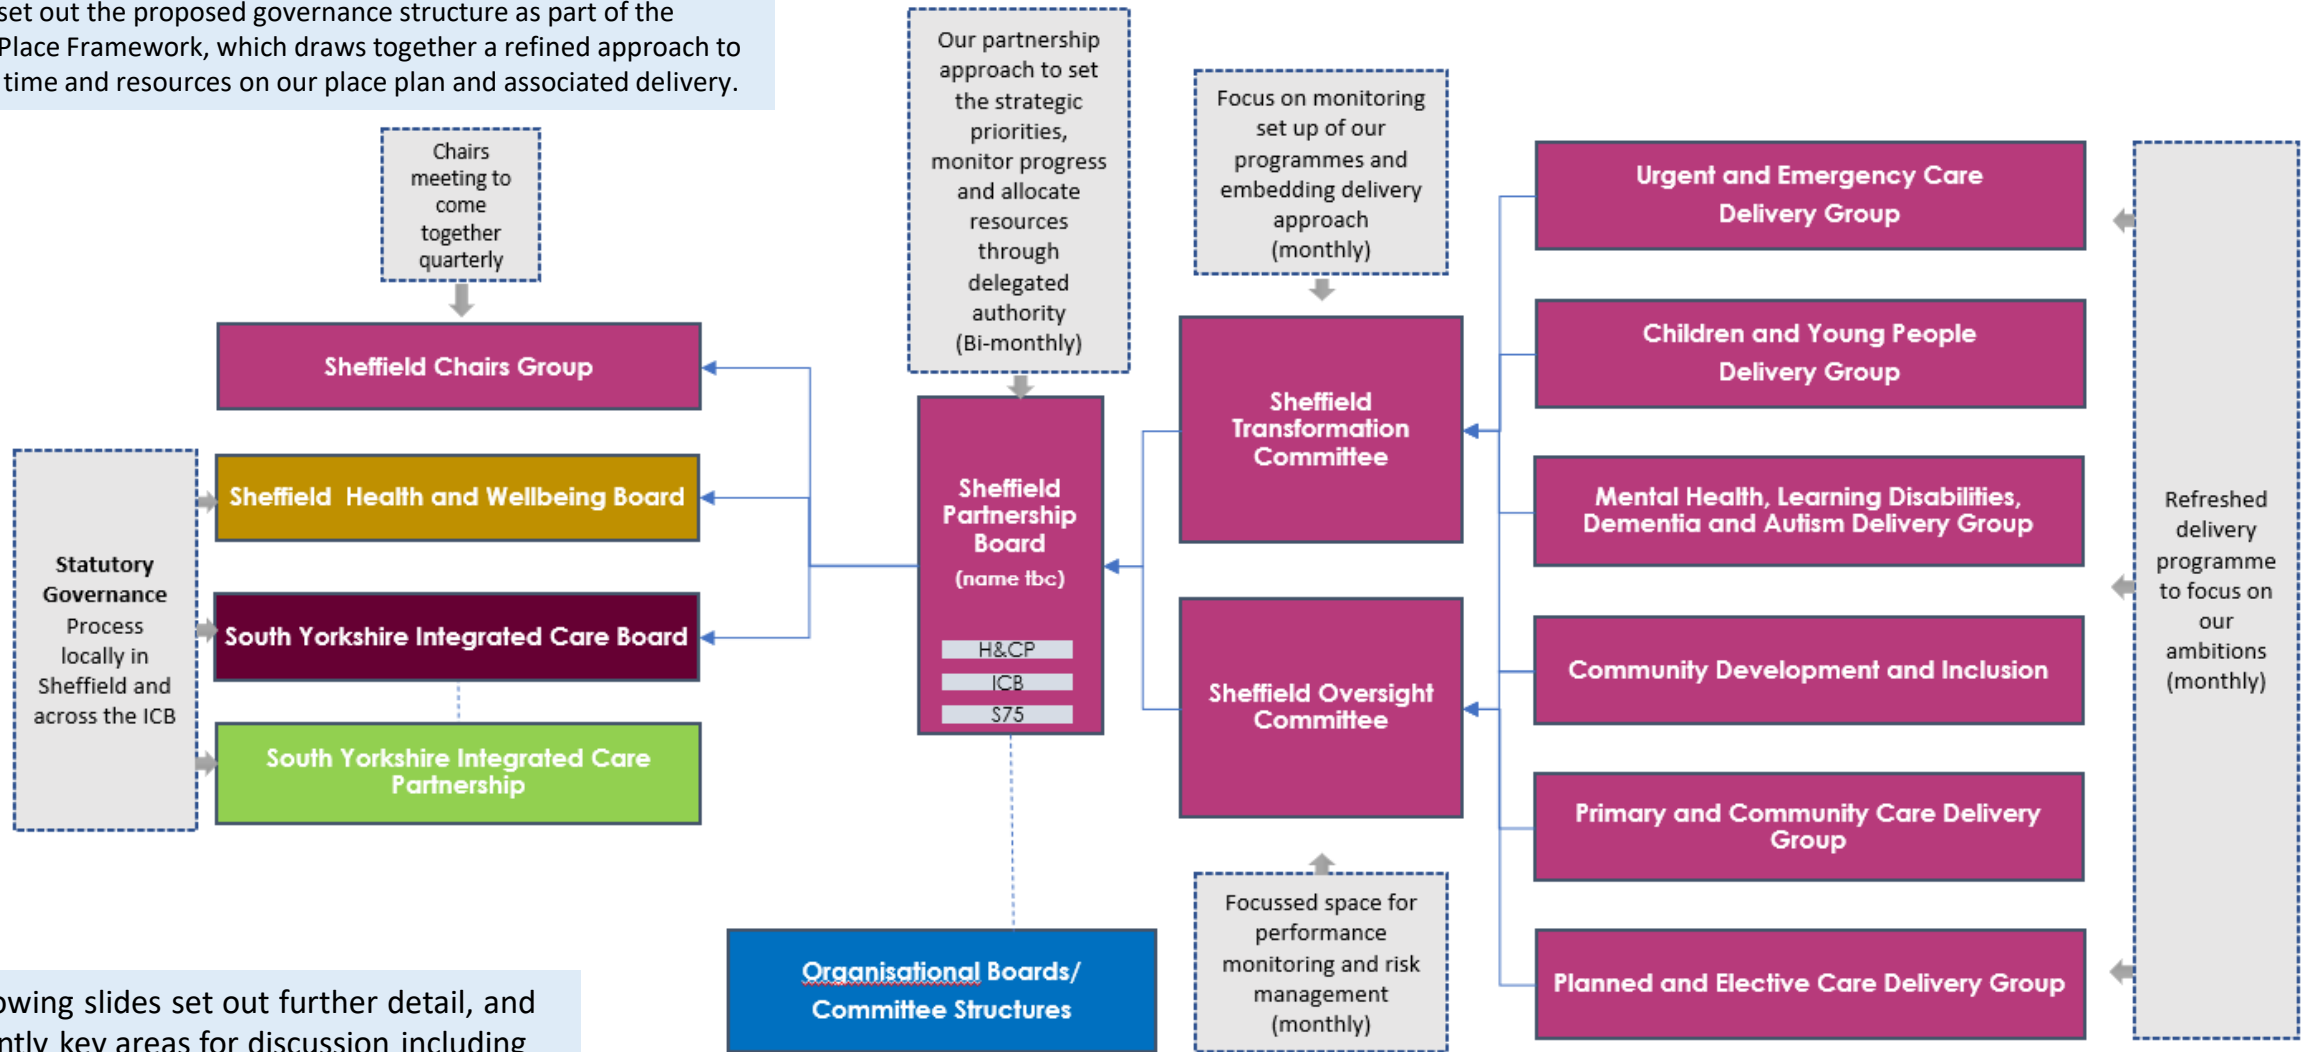 set out the proposed governance structure as part of the
Place Framework, which draws together a refined approach to
time and resources on our place plan and associated delivery.
Chairs
meeting to
come
together
quarterly
Our partnership
approach to set
the strategic
priorities,
monitor progress
and allocate
resources
through
delegated
authority
(Bi-monthly)
Focus on monitoring
set up of our
programmes and
embedding delivery
approach
(monthly)
Sheffield Chairs Group
Sheffield  Health and Wellbeing Board
South Yorkshire Integrated Care Board
South Yorkshire Integrated Care
Partnership
Statutory
Governance
Process
locally in
Sheffield and
across the ICB
Sheffield
Partnership
Board
(name tbc)
H&CP
ICB
S75
Sheffield
Transformation
Committee
Sheffield Oversight
Committee
Focussed space for
performance
monitoring and risk
management
(monthly)
Organisational Boards/
Committee Structures
Urgent and Emergency Care
Delivery Group
Children and Young People
Delivery Group
Mental Health, Learning Disabilities,
Dementia and Autism Delivery Group
Community Development and Inclusion
Primary and Community Care Delivery
Group
Planned and Elective Care Delivery Group
Refreshed
delivery
programme
to focus on
our
ambitions
(monthly)
owing slides set out further detail, and
ntly key areas for discussion including